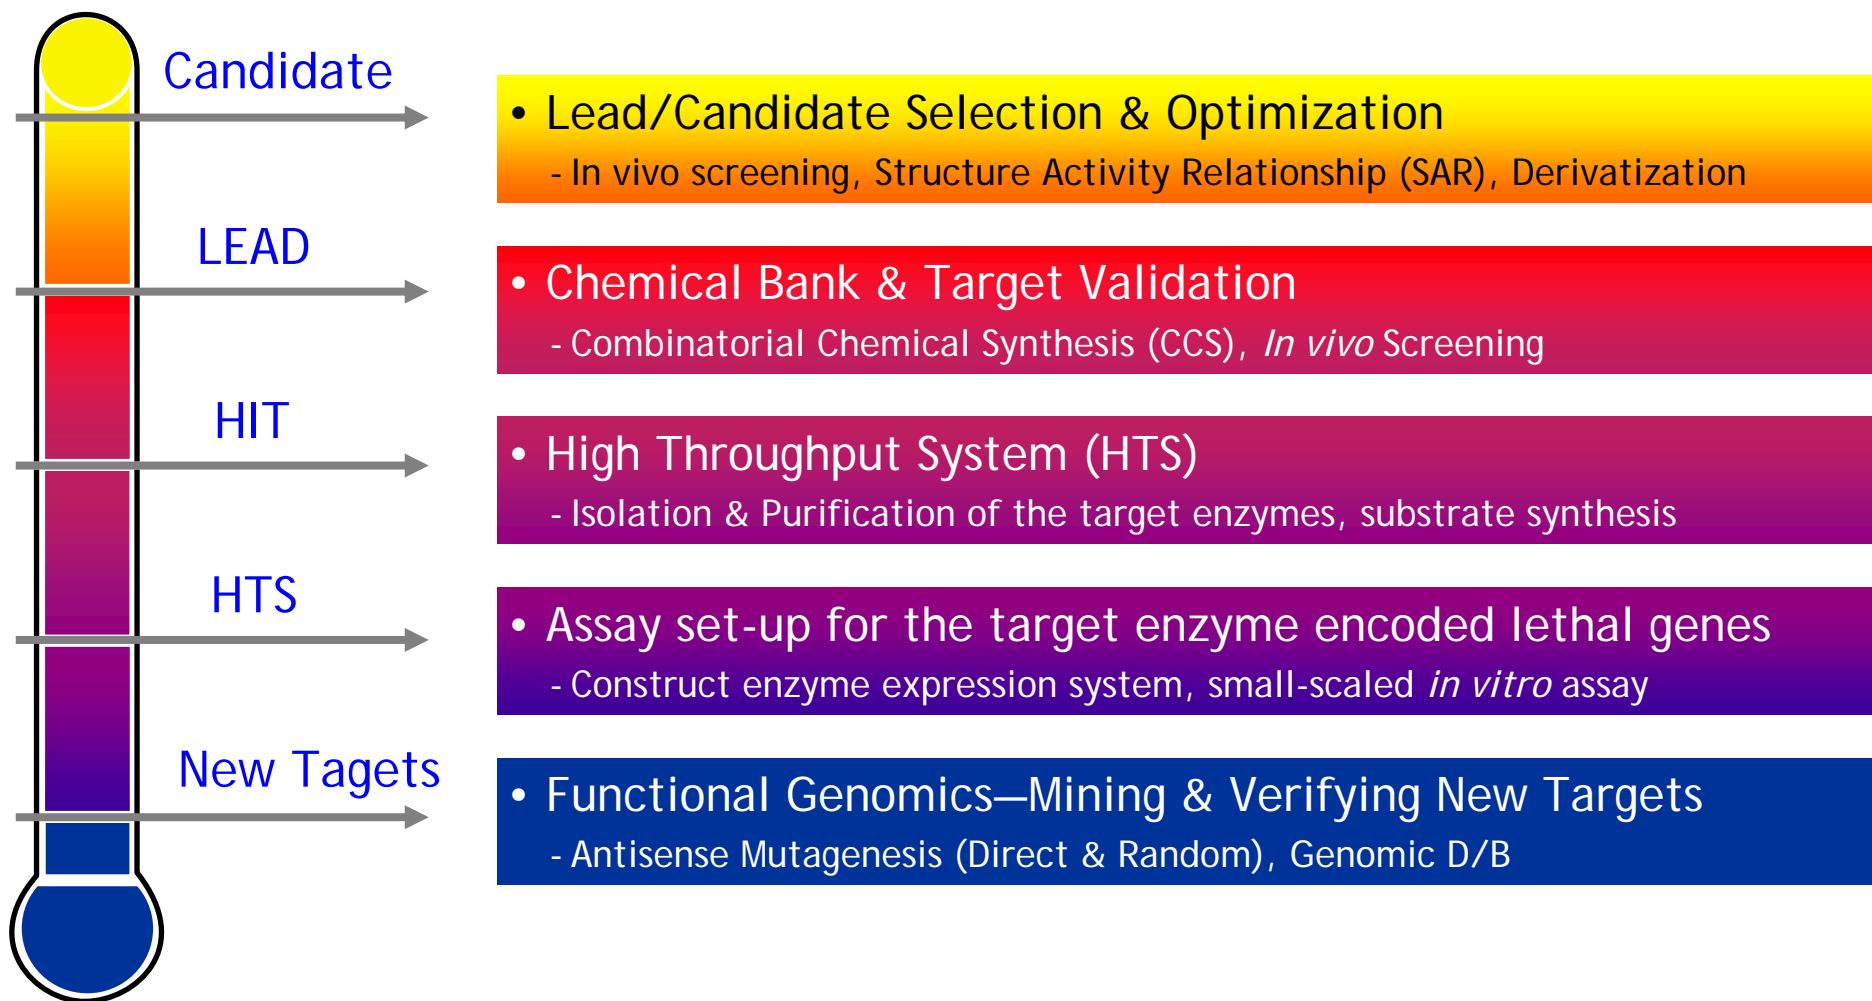 Candidate
• Lead/Candidate Selection & Optimization
- In vivo screening, Structure Activity Relationship (SAR), Derivatization
LEAD
• Chemical Bank & Target Validation
- Combinatorial Chemical Synthesis (CCS), In vivo Screening
HIT
• High Throughput System (HTS)
- Isolation & Purification of the target enzymes, substrate synthesis
HTS
• Assay set-up for the target enzyme encoded lethal genes
- Construct enzyme expression system, small-scaled in vitro assay
New Tagets
• Functional Genomics—Mining & Verifying New Targets
- Antisense Mutagenesis (Direct & Random), Genomic D/B